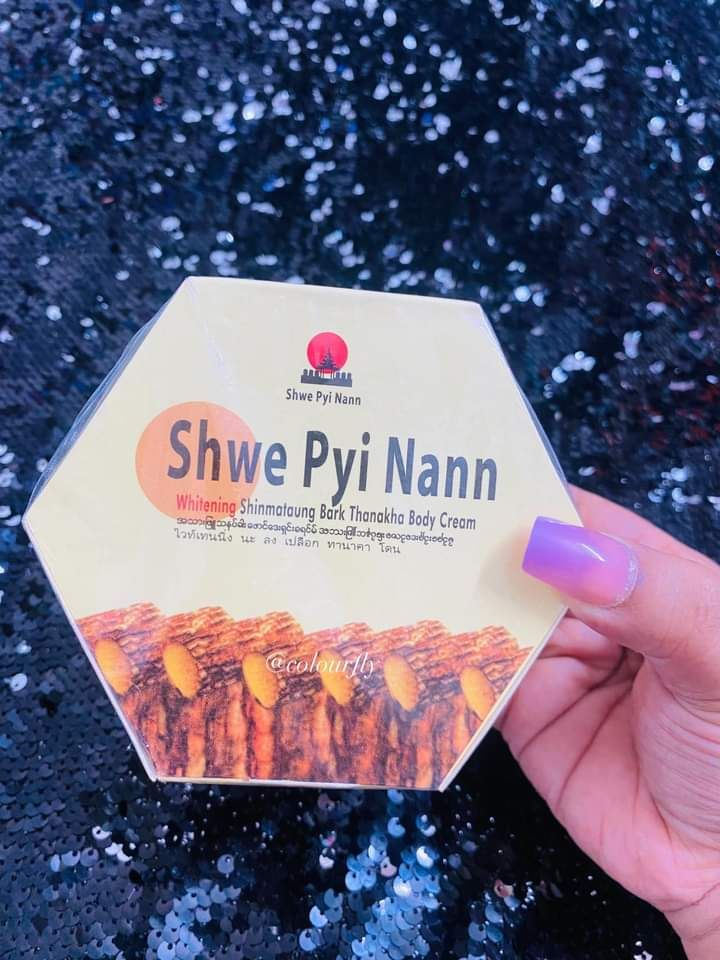 Shwe Pyi Nann
Shwe Pyi Nann
Whitening Shinmataung Bark Thanakha Body Cream
ไวท์เทนนิ่ง นะ ลง เปลือก ทานาคา โดน
@colourfly